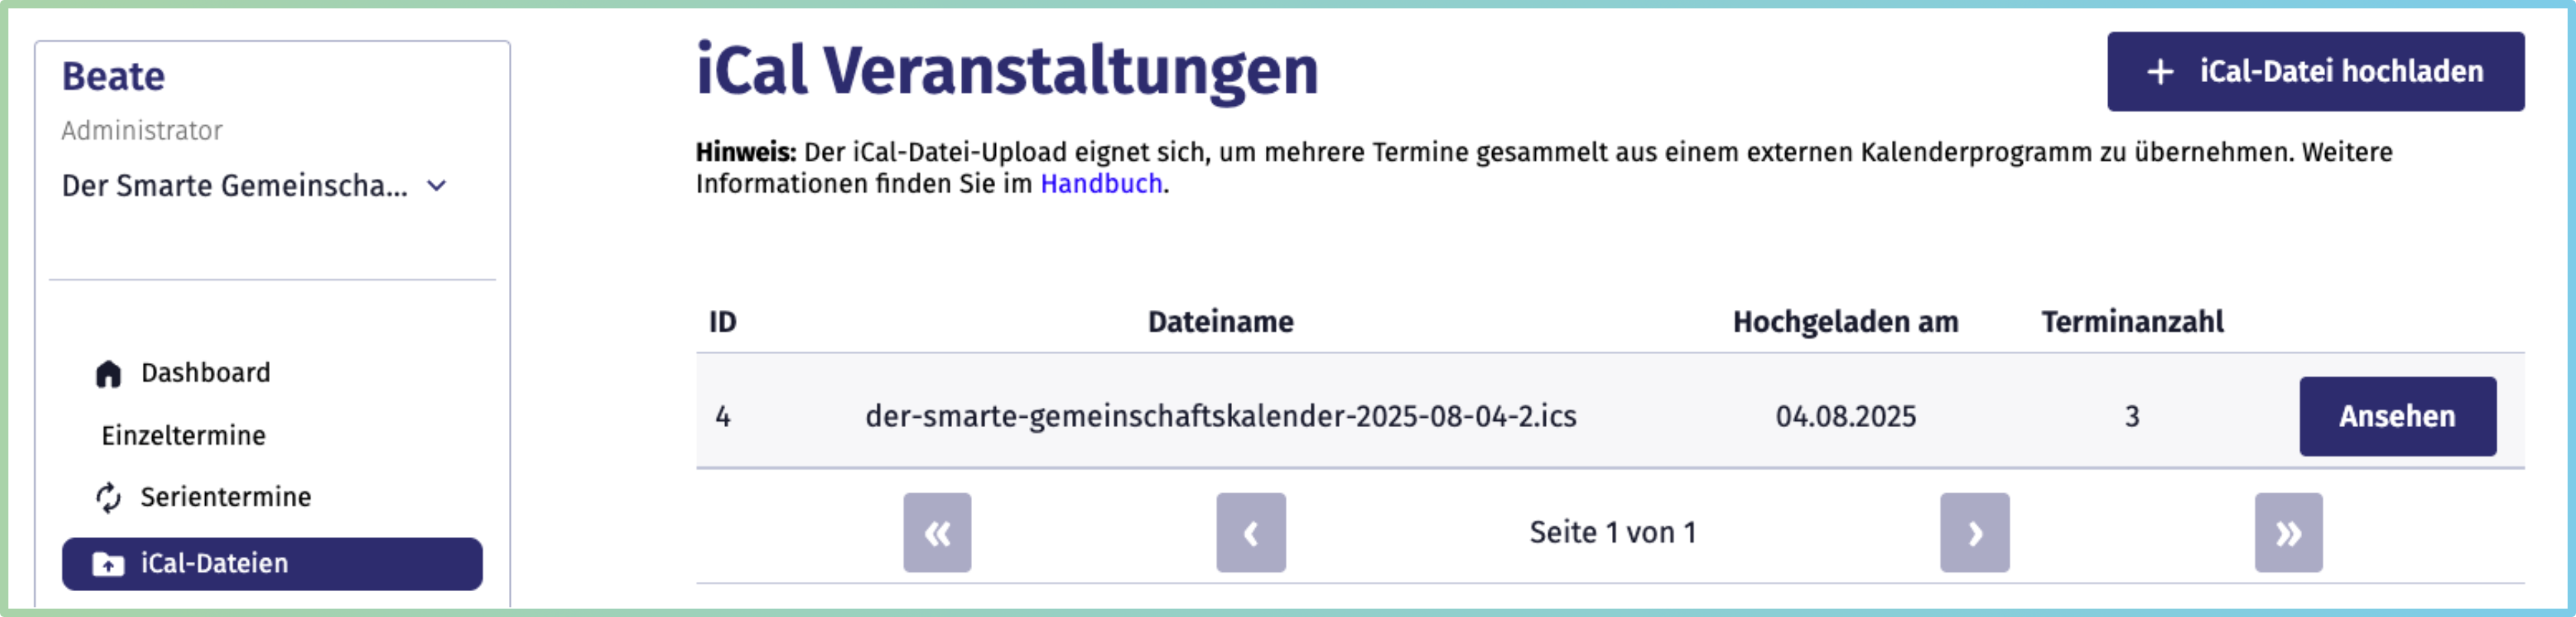 Beate
Administrator
Der Smarte Gemeinscha...
Dashboard
Einzeltermine
Serientermine
iCal-Dateien
iCal Veranstaltungen
+ iCal-Datei hochladen
Hinweis: Der iCal-Datei-Upload eignet sich, um mehrere Termine gesammelt aus einem externen Kalenderprogramm zu übernehmen. Weitere
Informationen finden Sie im Handbuch.
ID Dateiname Hochgeladen am Terminanzahl
4 der-smarte-gemeinschaftskalender-2025-08-04-2.ics 04.08.2025 3 Ansehen
« ‹ Seite 1 von 1 › »